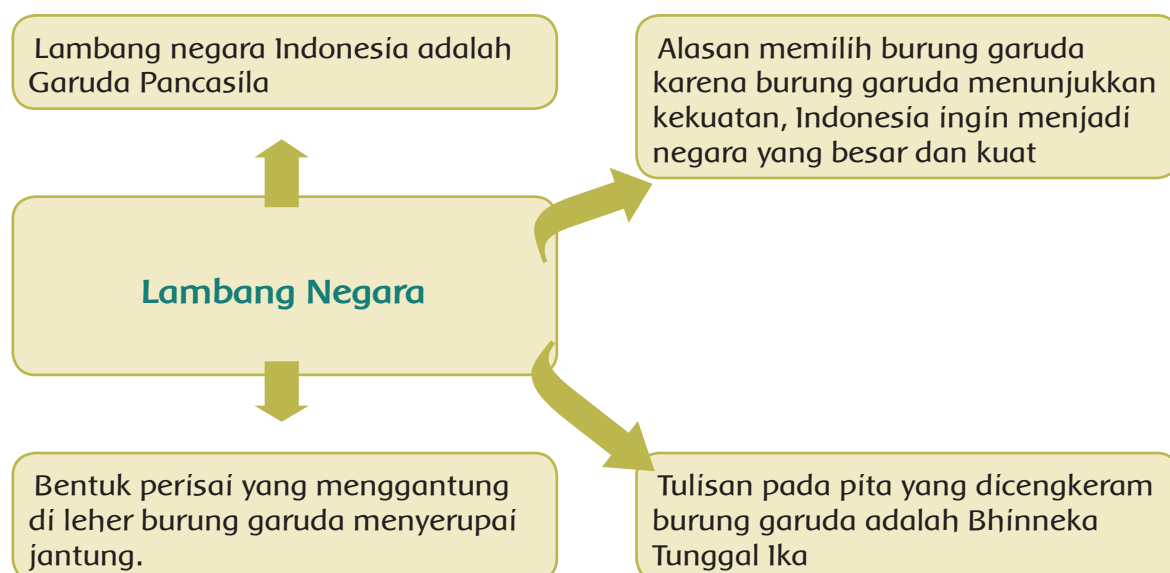 Lambang negara Indonesia adalah
Garuda Pancasila
Alasan memilih burung garuda
karena burung garuda menunjukkan
kekuatan, Indonesia ingin menjadi
negara yang besar dan kuat
Lambang Negara
Bentuk perisai yang menggantung
di leher burung garuda menyerupai
jantung.
Tulisan pada pita yang dicengkeram
burung garuda adalah Bhinneka
Tunggal Ika